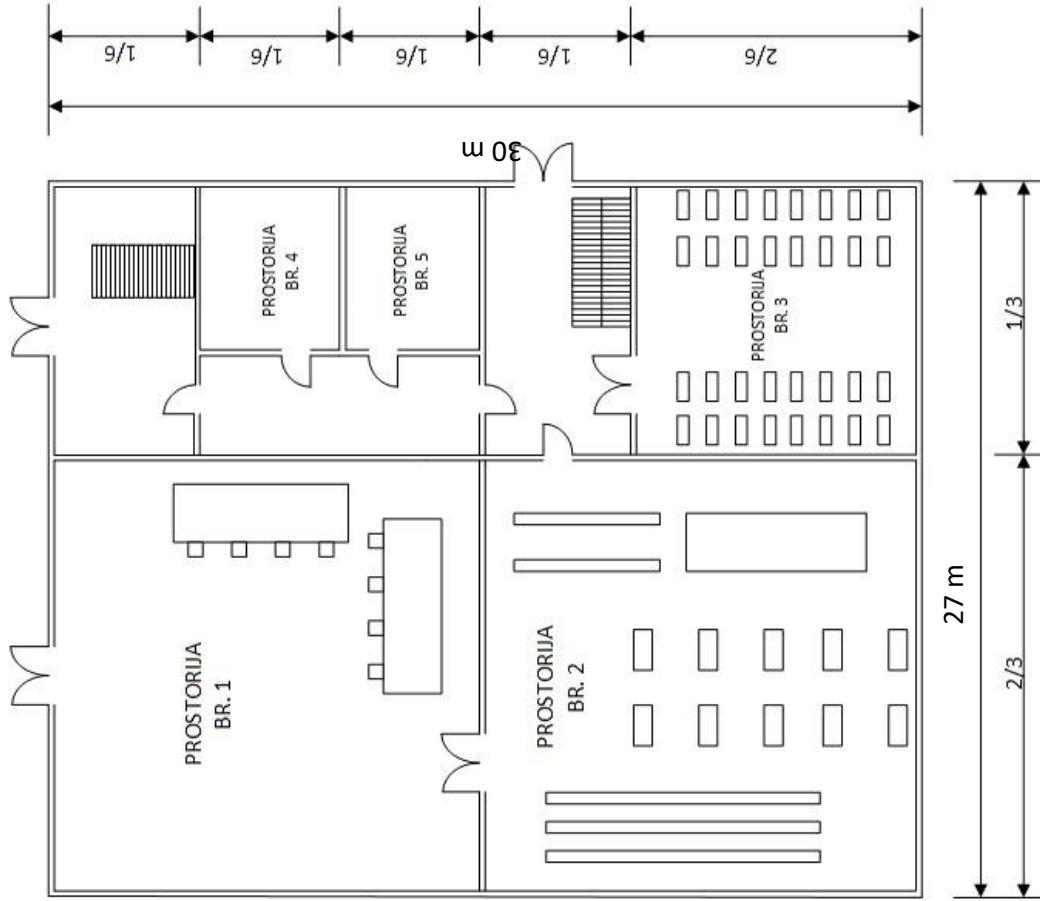 1/6
1/6
1/6
1/6
2/6
30 m
PROSTORIJA
BR. 4
PROSTORIJA
BR. 5
PROSTORIJA
BR. 3
1/3
PROSTORIJA
BR. 1
PROSTORIJA
BR. 2
27 m
2/3